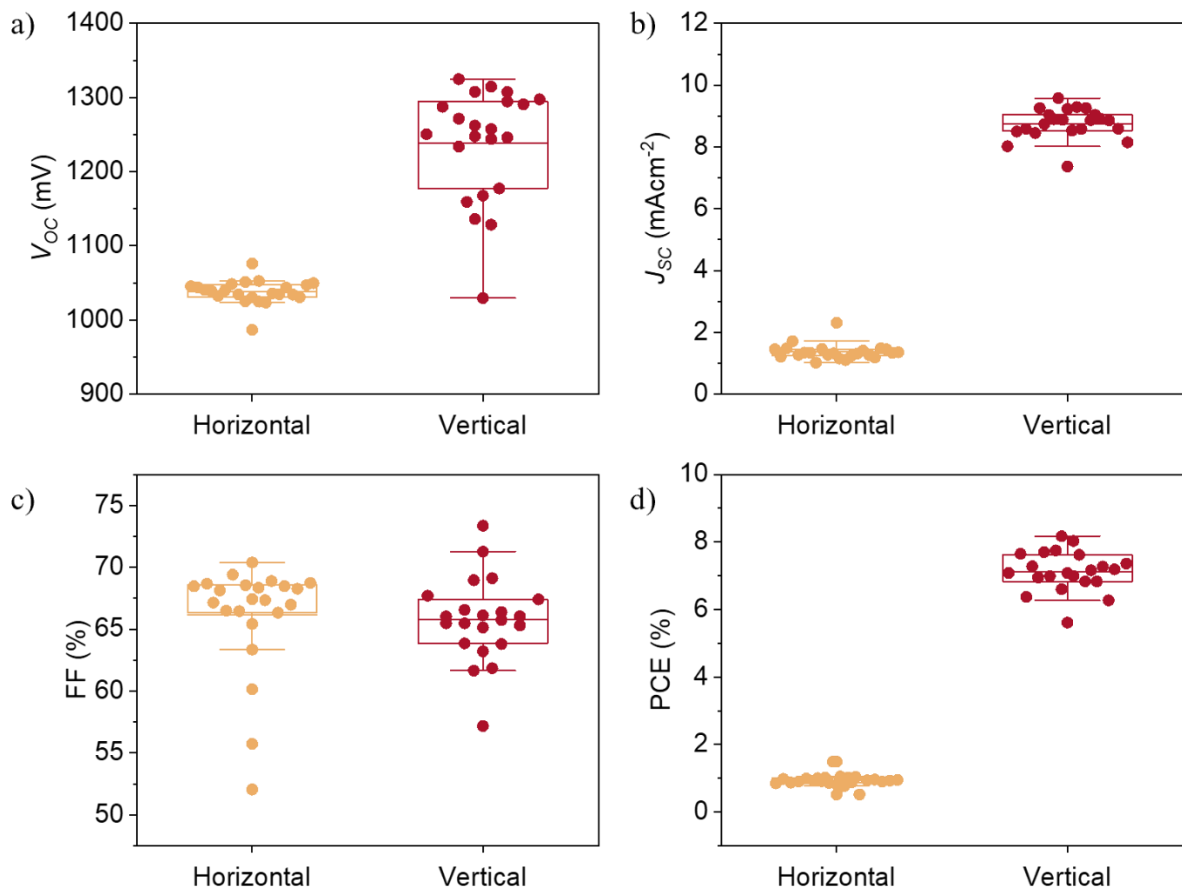 a)
1400
1300
1200
1100
1000
900
V_OC (mV)
Horizontal
Vertical
b)
12
10
8
6
4
2
0
J_SC (mAcm⁻²)
Horizontal
Vertical
c)
75
70
65
60
55
50
FF (%)
Horizontal
Vertical
d)
10
8
6
4
2
0
PCE (%)
Horizontal
Vertical